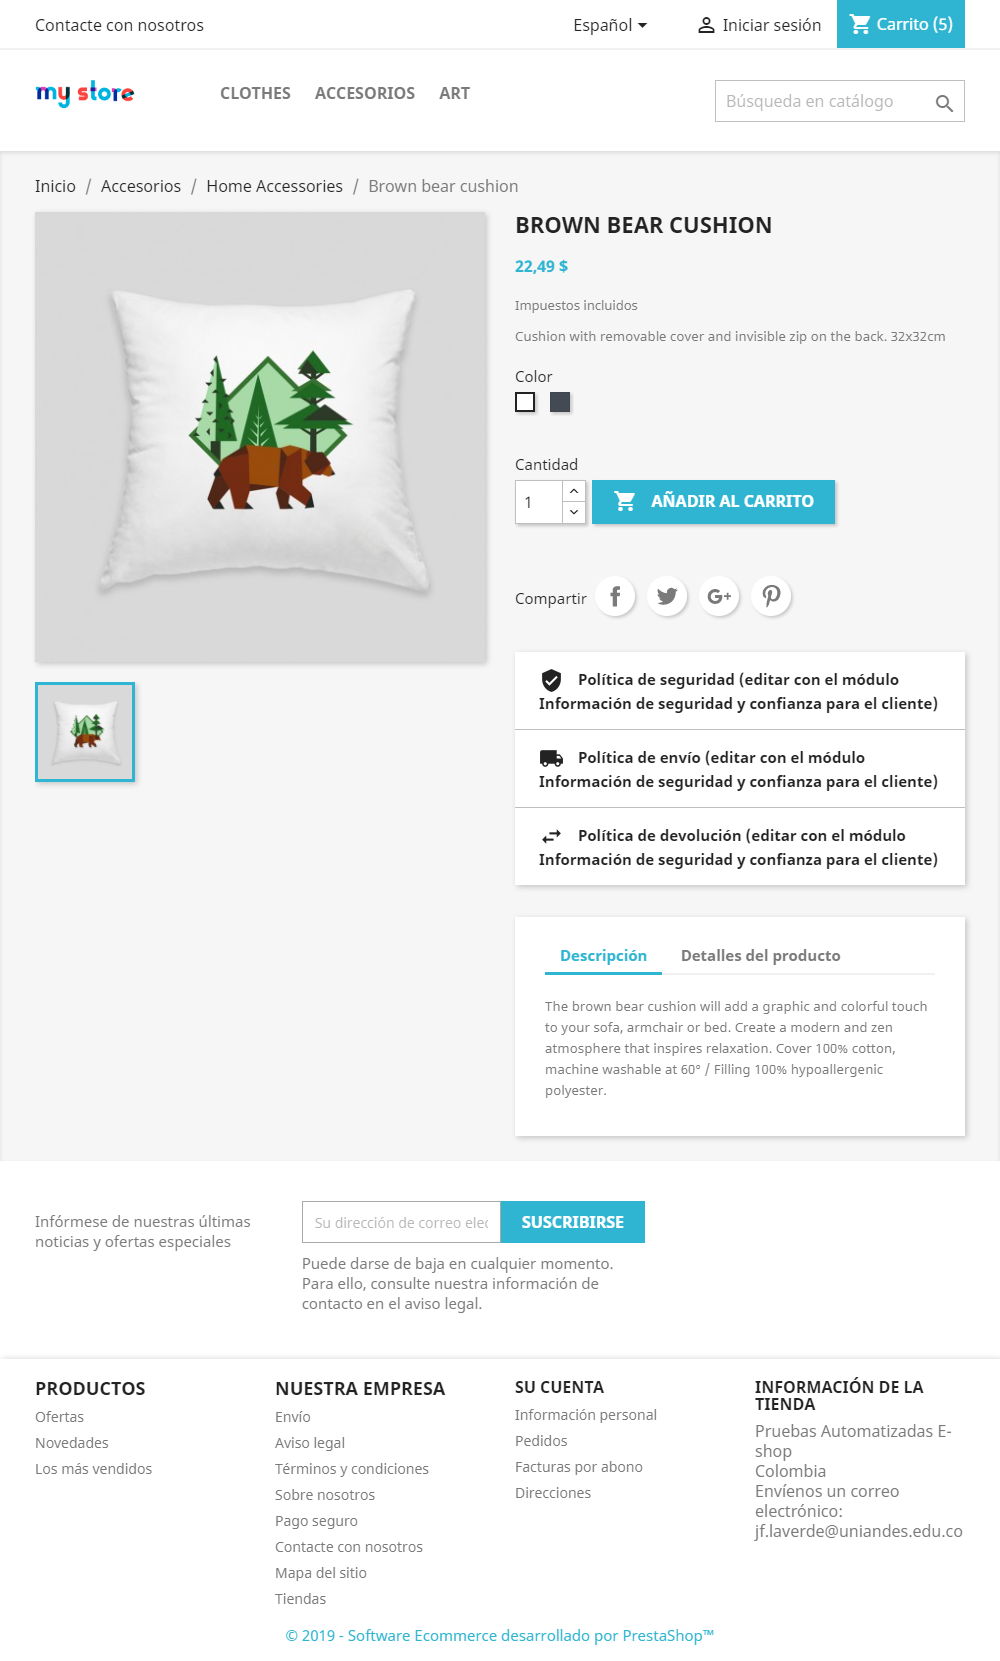 Contacte con nosotros
Español
Iniciar sesión
Carrito (5)
my store
CLOTHES
ACCESORIOS
ART
Búsqueda en catálogo
Inicio / Accesorios / Home Accessories / Brown bear cushion
BROWN BEAR CUSHION
22,49 $
Impuestos incluidos
Cushion with removable cover and invisible zip on the back. 32x32cm
Color
Cantidad
1
AÑADIR AL CARRITO
Compartir
Política de seguridad (editar con el módulo
Información de seguridad y confianza para el cliente)
Política de envío (editar con el módulo
Información de seguridad y confianza para el cliente)
Política de devolución (editar con el módulo
Información de seguridad y confianza para el cliente)
Descripción
Detalles del producto
The brown bear cushion will add a graphic and colorful touch
to your sofa, armchair or bed. Create a modern and zen
atmosphere that inspires relaxation. Cover 100% cotton,
machine washable at 60° / Filling 100% hypoallergenic
polyester.
Infórmese de nuestras últimas
noticias y ofertas especiales
Su dirección de correo elec
SUSCRIBIRSE
Puede darse de baja en cualquier momento.
Para ello, consulte nuestra información de
contacto en el aviso legal.
PRODUCTOS
Ofertas
Novedades
Los más vendidos
NUESTRA EMPRESA
Envío
Aviso legal
Términos y condiciones
Sobre nosotros
Pago seguro
Contacte con nosotros
Mapa del sitio
Tiendas
SU CUENTA
Información personal
Pedidos
Facturas por abono
Direcciones
INFORMACIÓN DE LA
TIENDA
Pruebas Automatizadas E-
shop
Colombia
Envíenos un correo
electrónico:
jf.laverde@uniandes.edu.co
© 2019 - Software Ecommerce desarrollado por PrestaShop™